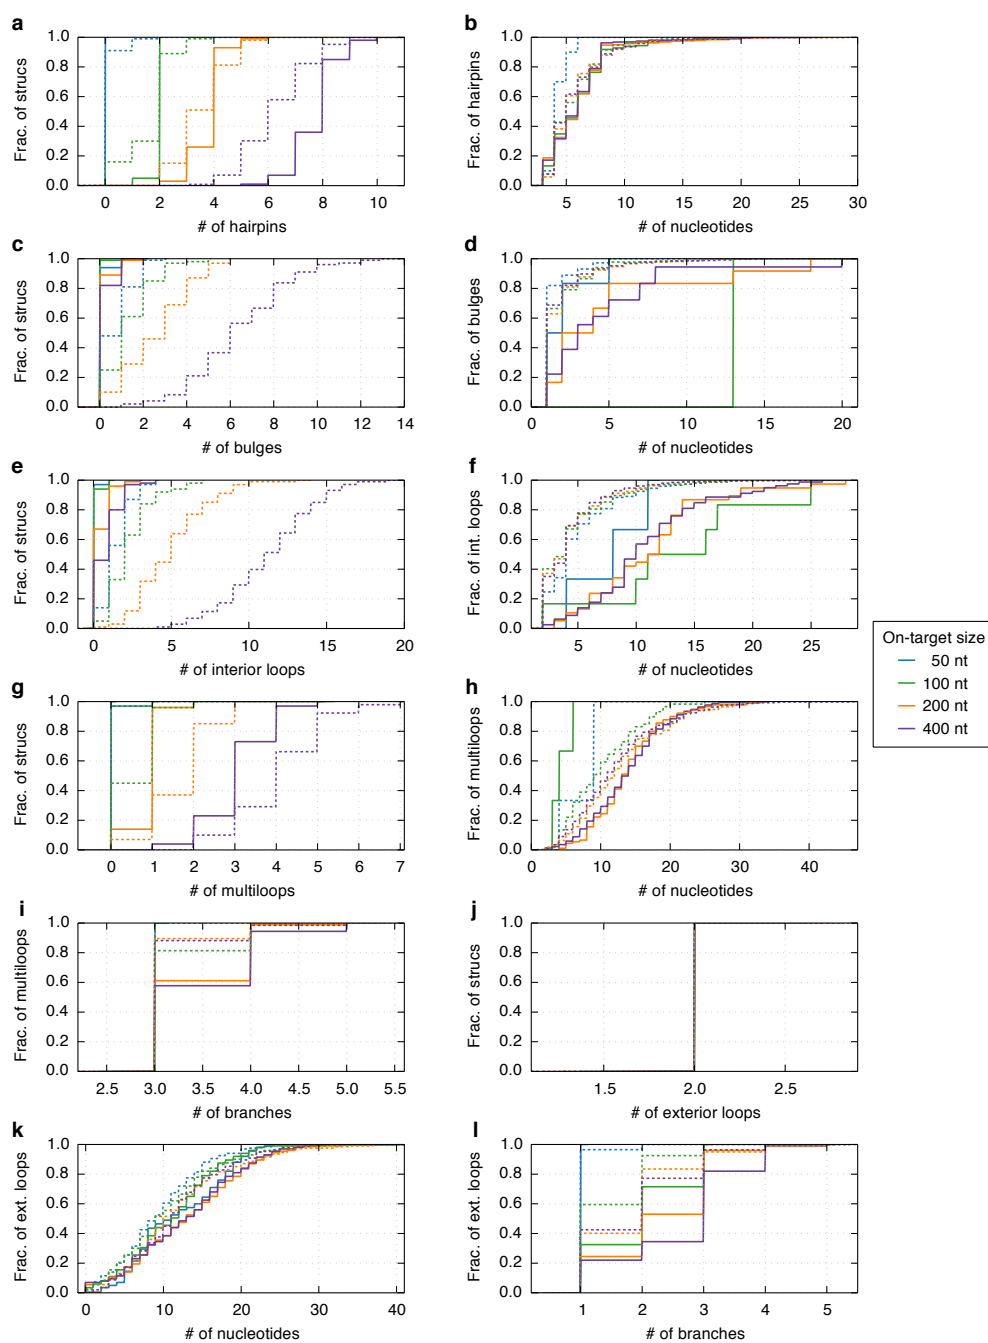 a
Frac. of strucs
1.0
0.8
0.6
0.4
0.2
0.0
0 2 4 6 8 10
# of hairpins
b
Frac. of hairpins
1.0
0.8
0.6
0.4
0.2
0.0
5 10 15 20 25 30
# of nucleotides
c
Frac. of strucs
1.0
0.8
0.6
0.4
0.2
0.0
0 2 4 6 8 10 12 14
# of bulges
d
Frac. of bulges
1.0
0.8
0.6
0.4
0.2
0.0
0 5 10 15 20
# of nucleotides
e
Frac. of strucs
1.0
0.8
0.6
0.4
0.2
0.0
0 5 10 15 20
# of interior loops
f
Frac. of int. loops
1.0
0.8
0.6
0.4
0.2
0.0
5 10 15 20 25
# of nucleotides
On-target size
50 nt
100 nt
200 nt
400 nt
g
Frac. of strucs
1.0
0.8
0.6
0.4
0.2
0.0
0 1 2 3 4 5 6 7
# of multiloops
h
Frac. of multiloops
1.0
0.8
0.6
0.4
0.2
0.0
0 10 20 30 40
# of nucleotides
i
Frac. of multiloops
1.0
0.8
0.6
0.4
0.2
0.0
2.5 3.0 3.5 4.0 4.5 5.0 5.5
# of branches
j
Frac. of strucs
1.0
0.8
0.6
0.4
0.2
0.0
1.5 2.0 2.5
# of exterior loops
k
Frac. of ext. loops
1.0
0.8
0.6
0.4
0.2
0.0
0 10 20 30 40
# of nucleotides
l
Frac. of ext. loops
1.0
0.8
0.6
0.4
0.2
0.0
1 2 3 4 5
# of branches